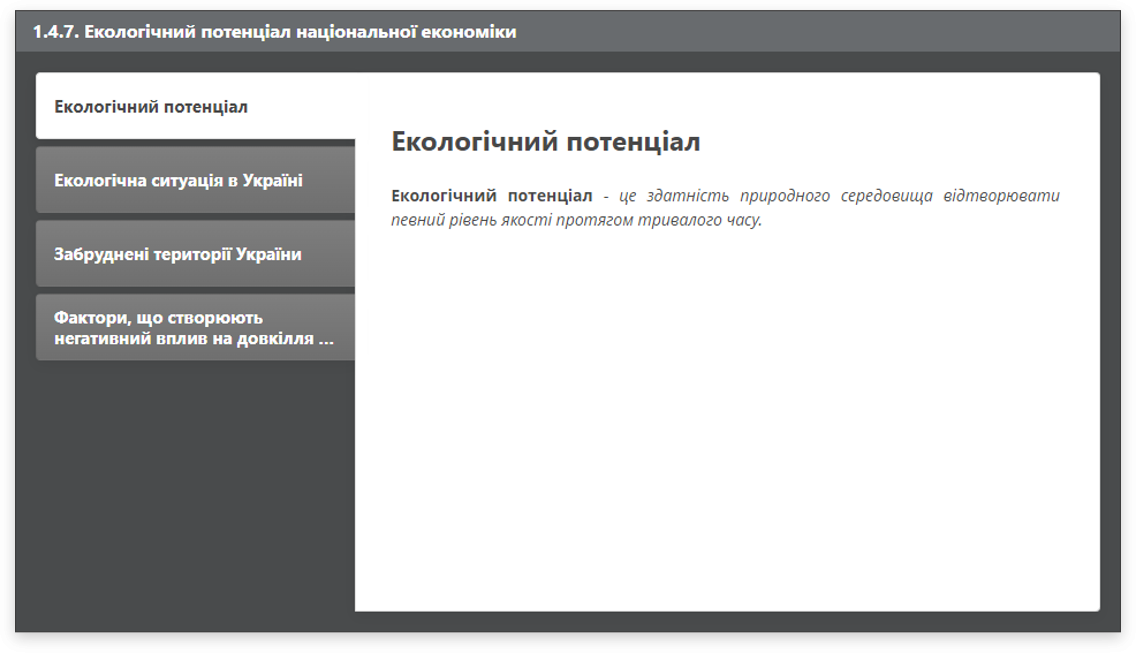 1.4.7. Екологічний потенціал національної економіки
Екологічний потенціал
Екологічна ситуація в Україні
Забруднені території України
Фактори, що створюють
негативний вплив на довкілля ...
Екологічний потенціал
Екологічний потенціал - це здатність природного середовища відтворювати
певний рівень якості протягом тривалого часу.